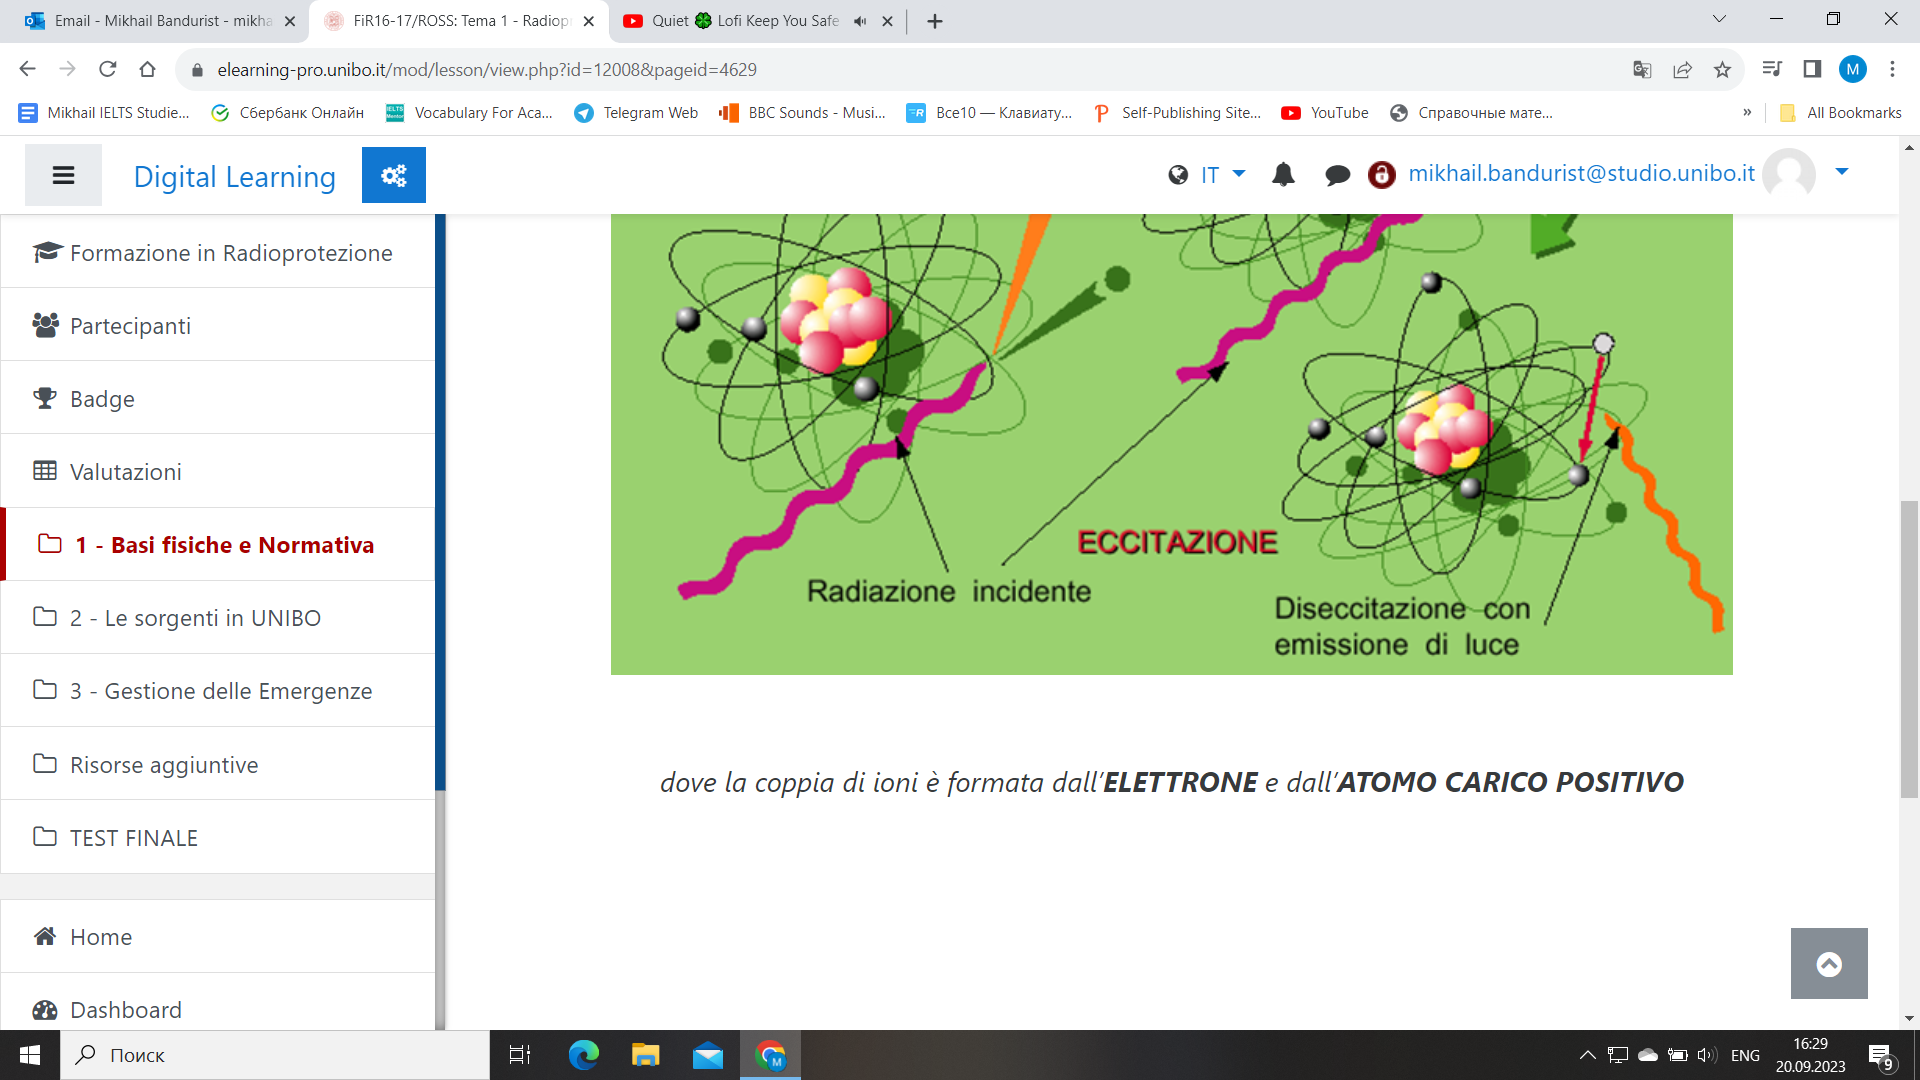 Email - Mikhail Bandurist - mikha
FiR16-17/ROSS: Tema 1 - Radiop
Quiet 🍀 Lofi Keep You Safe
elearning-pro.unibo.it/mod/lesson/view.php?id=12008&pageid=4629
M
Mikhail IELTS Studie...
Сбербанк Онлайн
Vocabulary For Aca...
Telegram Web
BBC Sounds - Musi...
Все10 — Клавиату...
Self-Publishing Site...
YouTube
Справочные мате...
»
All Bookmarks
Digital Learning
IT
mikhail.bandurist@studio.unibo.it
Formazione in Radioprotezione
Partecipanti
Badge
Valutazioni
1 - Basi fisiche e Normativa
2 - Le sorgenti in UNIBO
3 - Gestione delle Emergenze
Risorse aggiuntive
TEST FINALE
Home
Dashboard
ECCITAZIONE
Radiazione incidente
Diseccitazione con
emissione di luce
dove la coppia di ioni è formata dall'ELETTRONE e dall'ATOMO CARICO POSITIVO
Поиск
M
ENG
16:29
20.09.2023
9